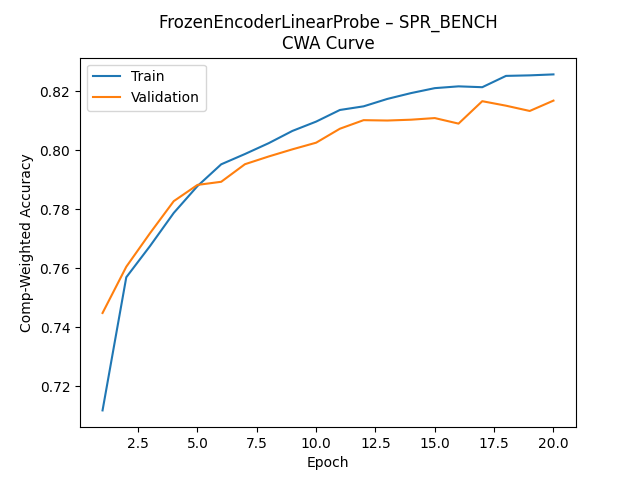 FrozenEncoderLinearProbe – SPR_BENCH
CWA Curve
Train
Validation
Comp-Weighted Accuracy
0.82
0.80
0.78
0.76
0.74
0.72
2.5 5.0 7.5 10.0 12.5 15.0 17.5 20.0
Epoch